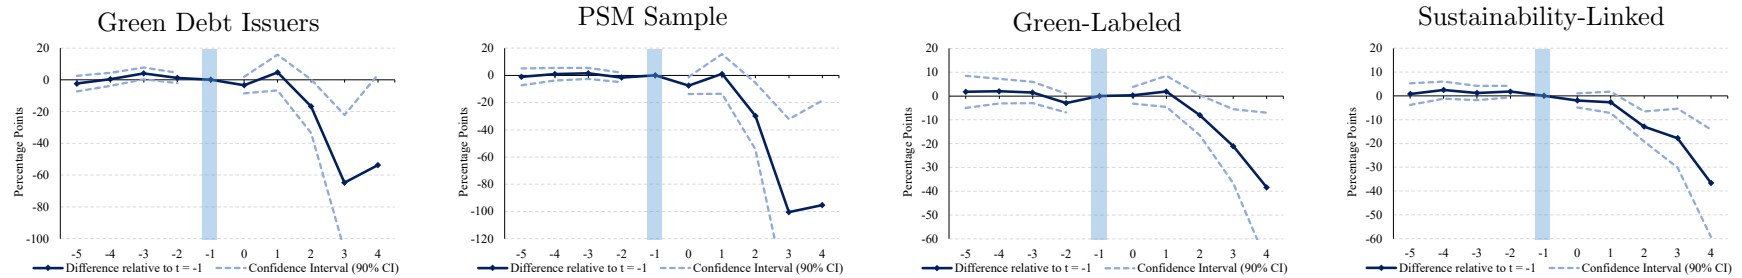 Green Debt Issuers
20
0
-20
-40
-60
-80
-100
Percentage Points
-5 -4 -3 -2 -1 0 1 2 3 4
Difference relative to t = -1 Confidence Interval (90% CI)
PSM Sample
20
0
-20
-40
-60
-80
-100
-120
Percentage Points
-5 -4 -3 -2 -1 0 1 2 3 4
Difference relative to t = -1 Confidence Interval (90% CI)
Green-Labeled
20
10
0
-10
-20
-30
-40
-50
-60
Percentage Points
-5 -4 -3 -2 -1 0 1 2 3 4
Difference relative to t = -1 Confidence Interval (90% CI)
Sustainability-Linked
20
10
0
-10
-20
-30
-40
-50
-60
Percentage Points
-5 -4 -3 -2 -1 0 1 2 3 4
Difference relative to t = -1 Confidence Interval (90% CI)